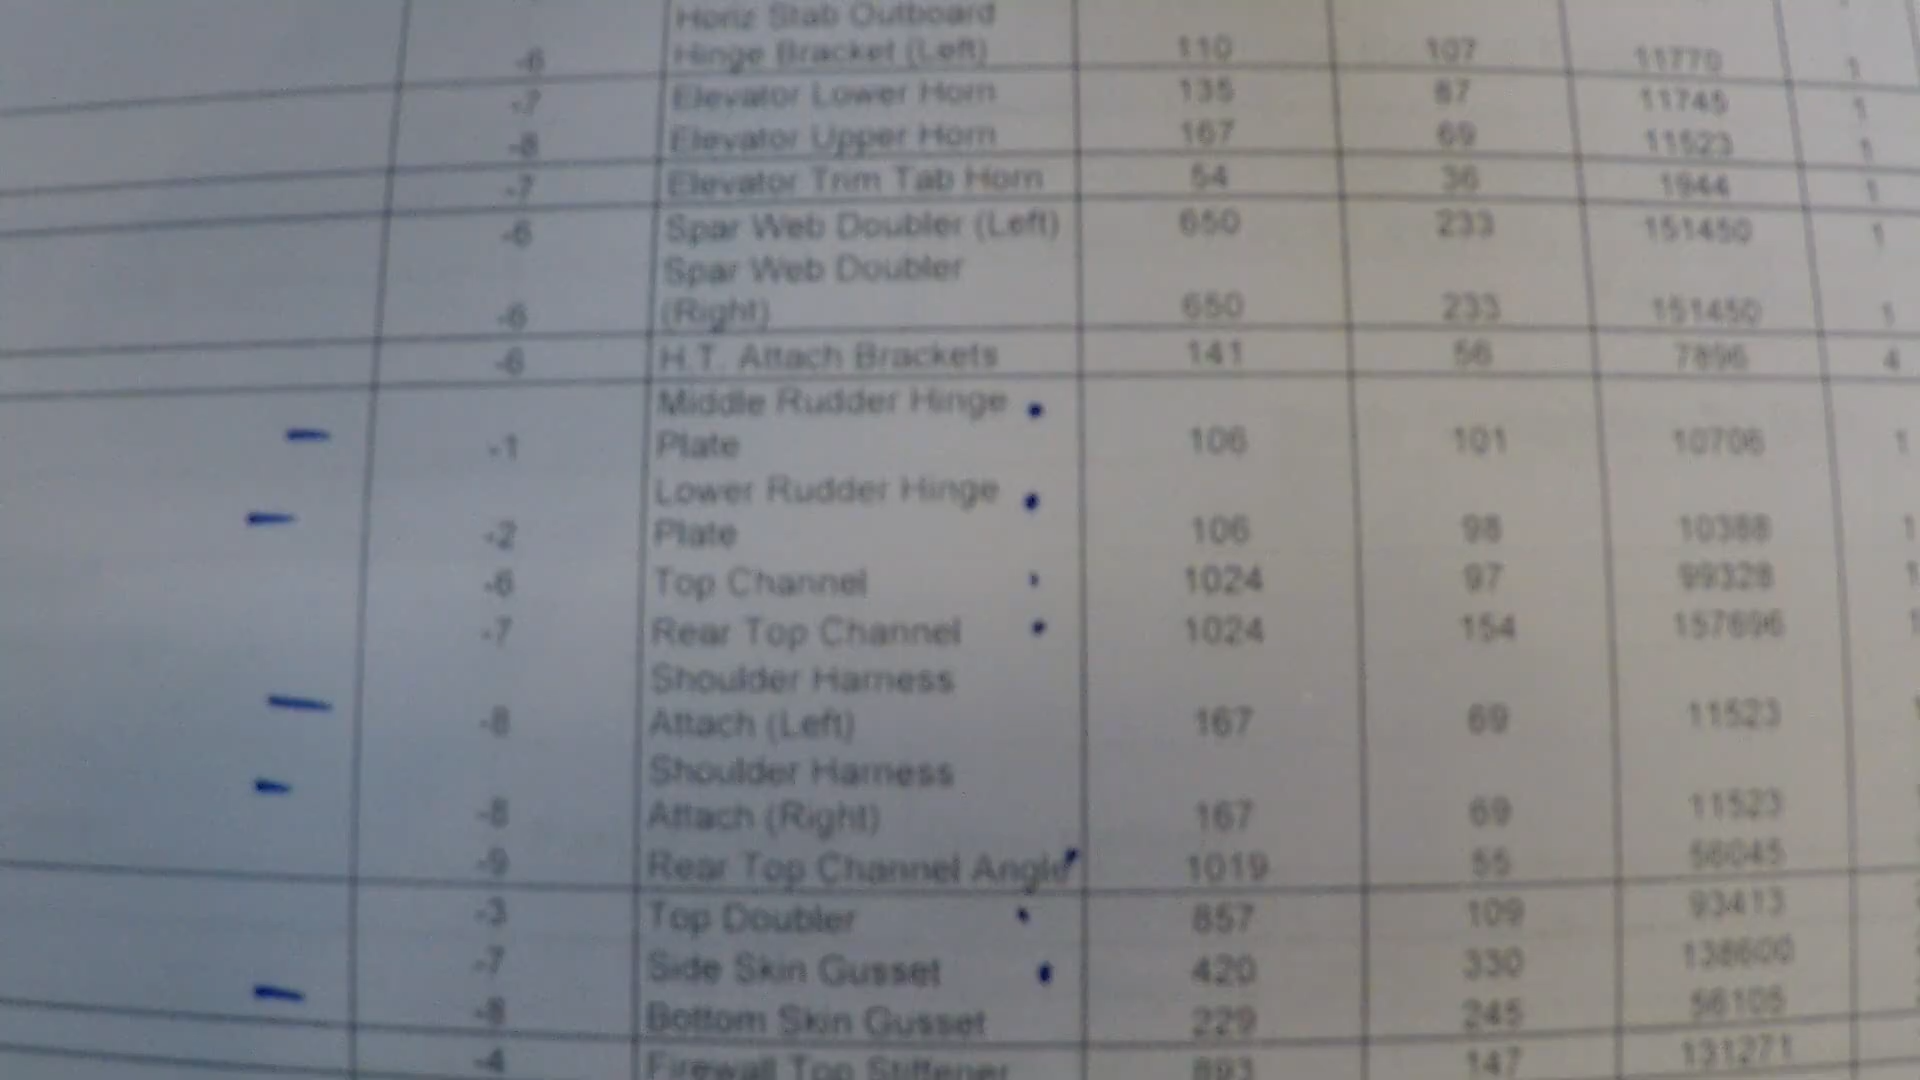 Horiz Stab Outboard
-6 Hinge Bracket (Left) 110 107 11770 1
-7 Elevator Lower Horn 135 87 11745 1
-8 Elevator Upper Horn 167 69 11523 1
-7 Elevator Trim Tab Horn 54 36 1944 1
-6 Spar Web Doubler (Left) 650 233 151450 1
Spar Web Doubler
-6 (Right) 650 233 151450 1
-6 H.T. Attach Brackets 141 56 7896 4
Middle Rudder Hinge
-1 Plate 106 101 10706 1
Lower Rudder Hinge
-2 Plate 106 98 10388 1
-6 Top Channel 1024 97 99328 1
-7 Rear Top Channel 1024 154 157696 1
Shoulder Harness
-8 Attach (Left) 167 69 11523
Shoulder Harness
-8 Attach (Right) 167 69 11523
-9 Rear Top Channel Angle 1019 55 56045
-3 Top Doubler 857 109 93413
-7 Side Skin Gusset 420 330 138600
-8 Bottom Skin Gusset 229 245 56105
-4 Firewall Top Stiffener 893 147 131271